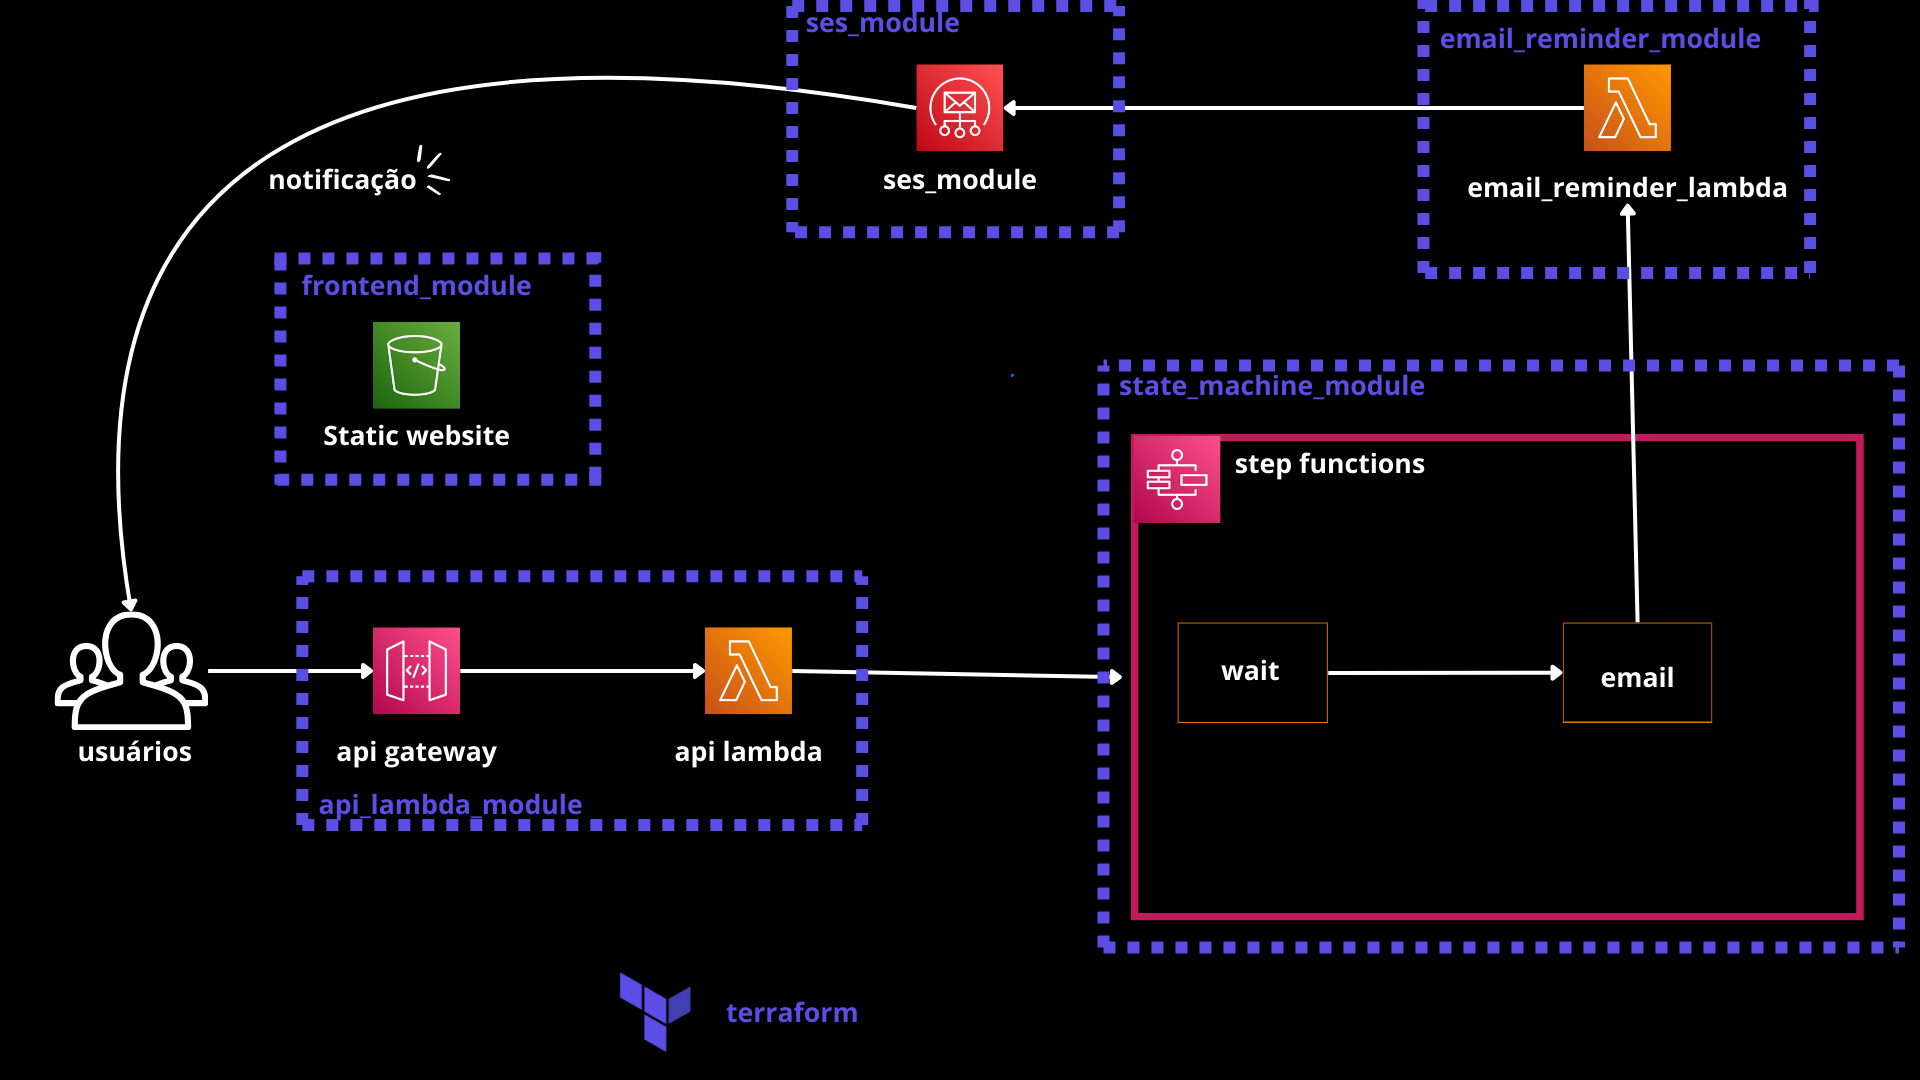 ses_module
ses_module
email_reminder_module
email_reminder_lambda
notificação
frontend_module
Static website
state_machine_module
step functions
wait
email
usuários
api gateway
api lambda
api_lambda_module
terraform